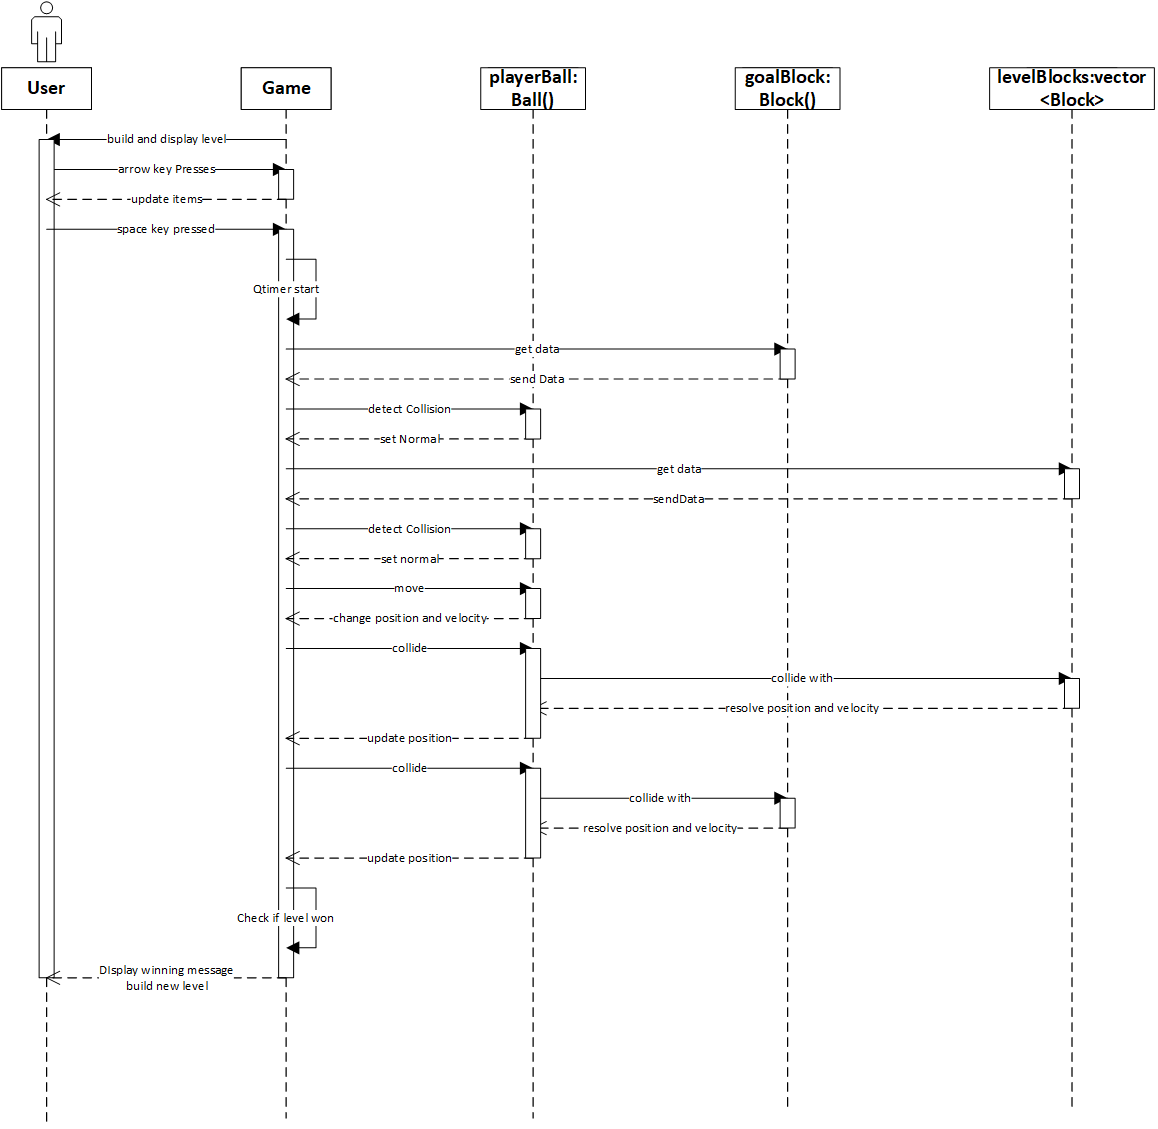 User
Game
playerBall:
Ball()
goalBlock:
Block()
levelBlocks:vector
<Block>
build and display level
arrow key Presses
update items
space key pressed
Qtimer start
get data
send Data
detect Collision
set Normal
get data
sendData
detect Collision
set normal
move
change position and velocity
collide
collide with
resolve position and velocity
update position
collide
collide with
resolve position and velocity
update position
Check if level won
DIsplay winning message
build new level